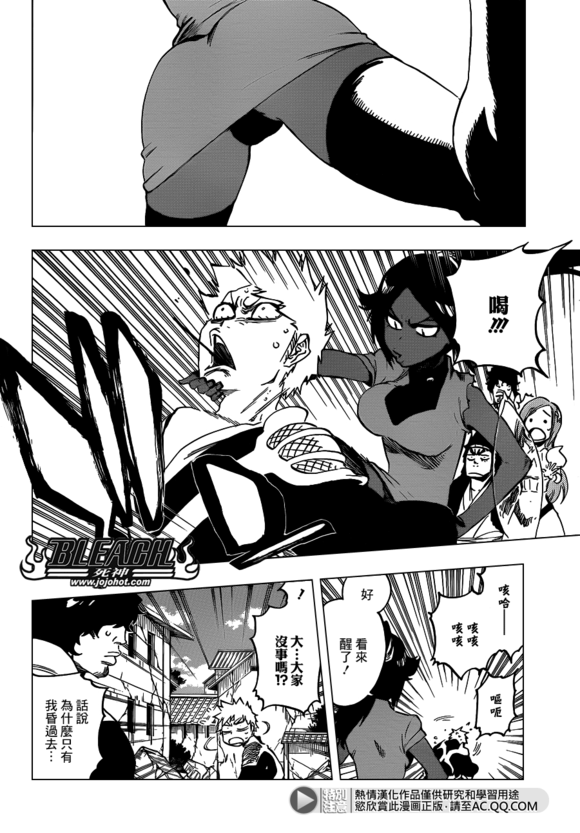 喝!!!
BLEACH
死神
www.jojohot.com
咳哈——
咳咳
咳咳
嘔呃
好
看來
醒了!
!
大…大家
沒事嗎!?
話說
為什麼只有
我昏過去…
特別
注意
熱情漢化作品僅供研究和學習用途
慾欣賞此漫画正版,請至AC.QQ.COM